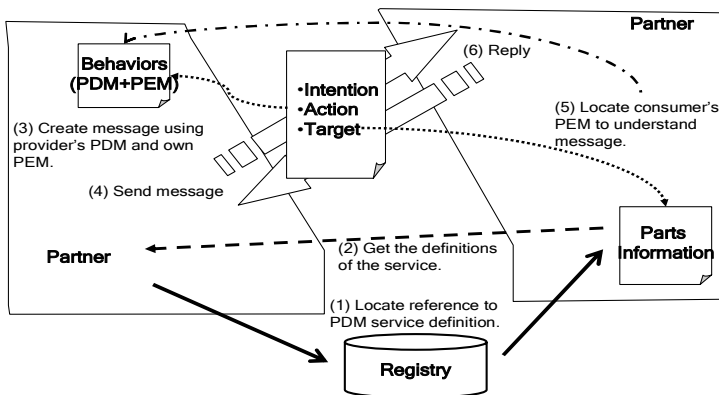 Partner
(6) Reply
Behaviors
(PDM+PEM)
•Intention
•Action
•Target
(5) Locate consumer's
PEM to understand
message.
(3) Create message using
provider's PDM and own
PEM.
(4) Send message
Partner
(2) Get the definitions
of the service.
Parts
Information
(1) Locate reference to
PDM service definition.
Registry